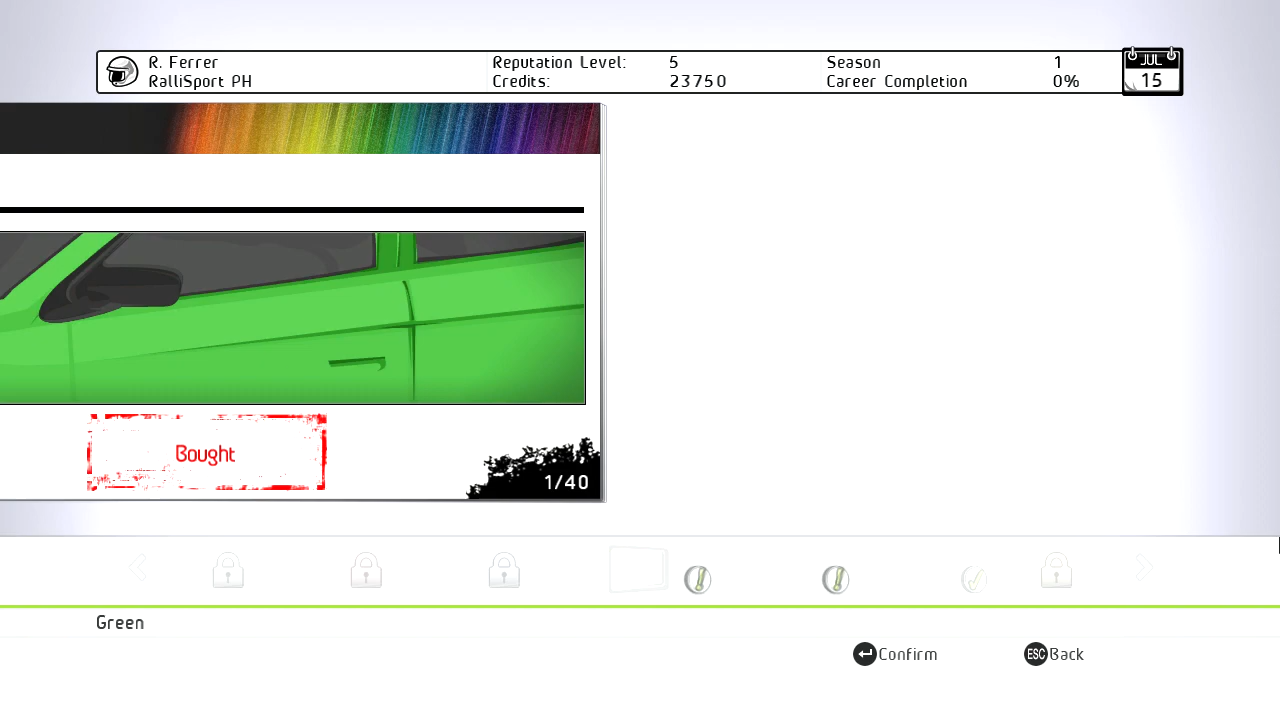 R. Ferrer
RalliSport PH
Reputation Level: 5
Credits: 23750
Season 1
Career Completion 0%
JUL
15
Bought
1/40
Green
Confirm
ESC Back